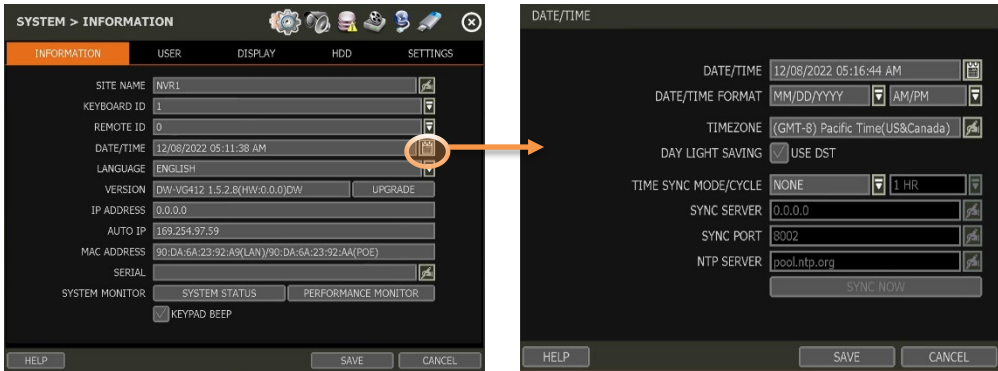 SYSTEM > INFORMATION
INFORMATION USER DISPLAY HDD SETTINGS
SITE NAME NVR1
KEYBOARD ID 1
REMOTE ID 0
DATE/TIME 12/08/2022 05:11:38 AM
LANGUAGE ENGLISH
VERSION DW-VG412 1.5.2.8(HW:0.0.0)DW UPGRADE
IP ADDRESS 0.0.0.0
AUTO IP 169.254.97.59
MAC ADDRESS 90:DA:6A:23:92:A9(LAN)/90:DA:6A:23:92:AA(POE)
SERIAL
SYSTEM MONITOR SYSTEM STATUS PERFORMANCE MONITOR
KEYPAD BEEP
HELP SAVE CANCEL
DATE/TIME
DATE/TIME 12/08/2022 05:16:44 AM
DATE/TIME FORMAT MM/DD/YYYY AM/PM
TIMEZONE (GMT-8) Pacific Time(US&Canada)
DAY LIGHT SAVING USE DST
TIME SYNC MODE/CYCLE NONE 1 HR
SYNC SERVER 0.0.0.0
SYNC PORT 8002
NTP SERVER pool.ntp.org
SYNC NOW
HELP SAVE CANCEL